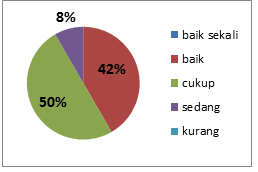 8%
42%
50%
baik sekali
baik
cukup
sedang
kurang